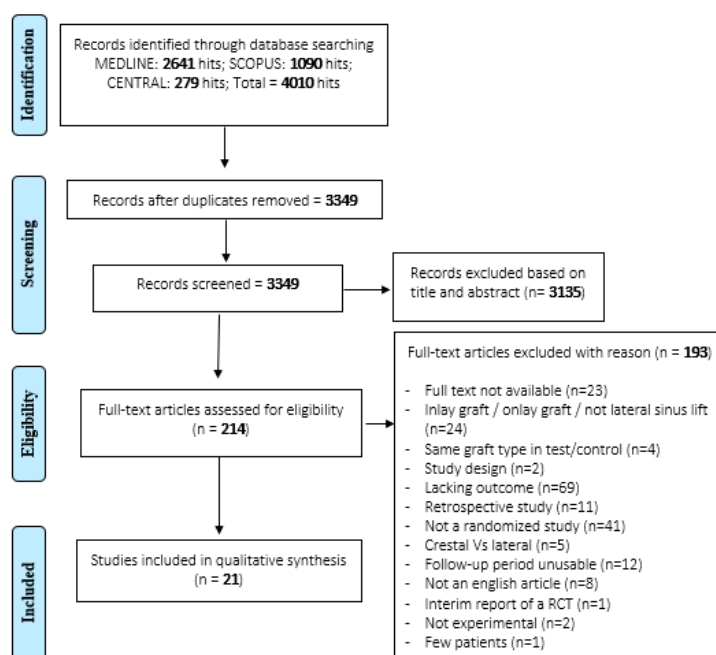 Identification
Records identified through database searching
MEDLINE: 2641 hits; SCOPUS: 1090 hits;
CENTRAL: 279 hits; Total = 4010 hits
Screening
Records after duplicates removed = 3349
Records screened = 3349
Records excluded based on
title and abstract (n= 3135)
Eligibility
Full-text articles assessed for eligibility
(n = 214)
Full-text articles excluded with reason (n = 193)
- Full text not available (n=23)
- Inlay graft / onlay graft / not lateral sinus lift
(n=24)
- Same graft type in test/control (n=4)
- Study design (n=2)
- Lacking outcome (n=69)
- Retrospective study (n=11)
- Not a randomized study (n=41)
- Crestal Vs lateral (n=5)
- Follow-up period unusable (n=12)
- Not an english article (n=8)
- Interim report of a RCT (n=1)
- Not experimental (n=2)
- Few patients (n=1)
Included
Studies included in qualitative synthesis
(n = 21)